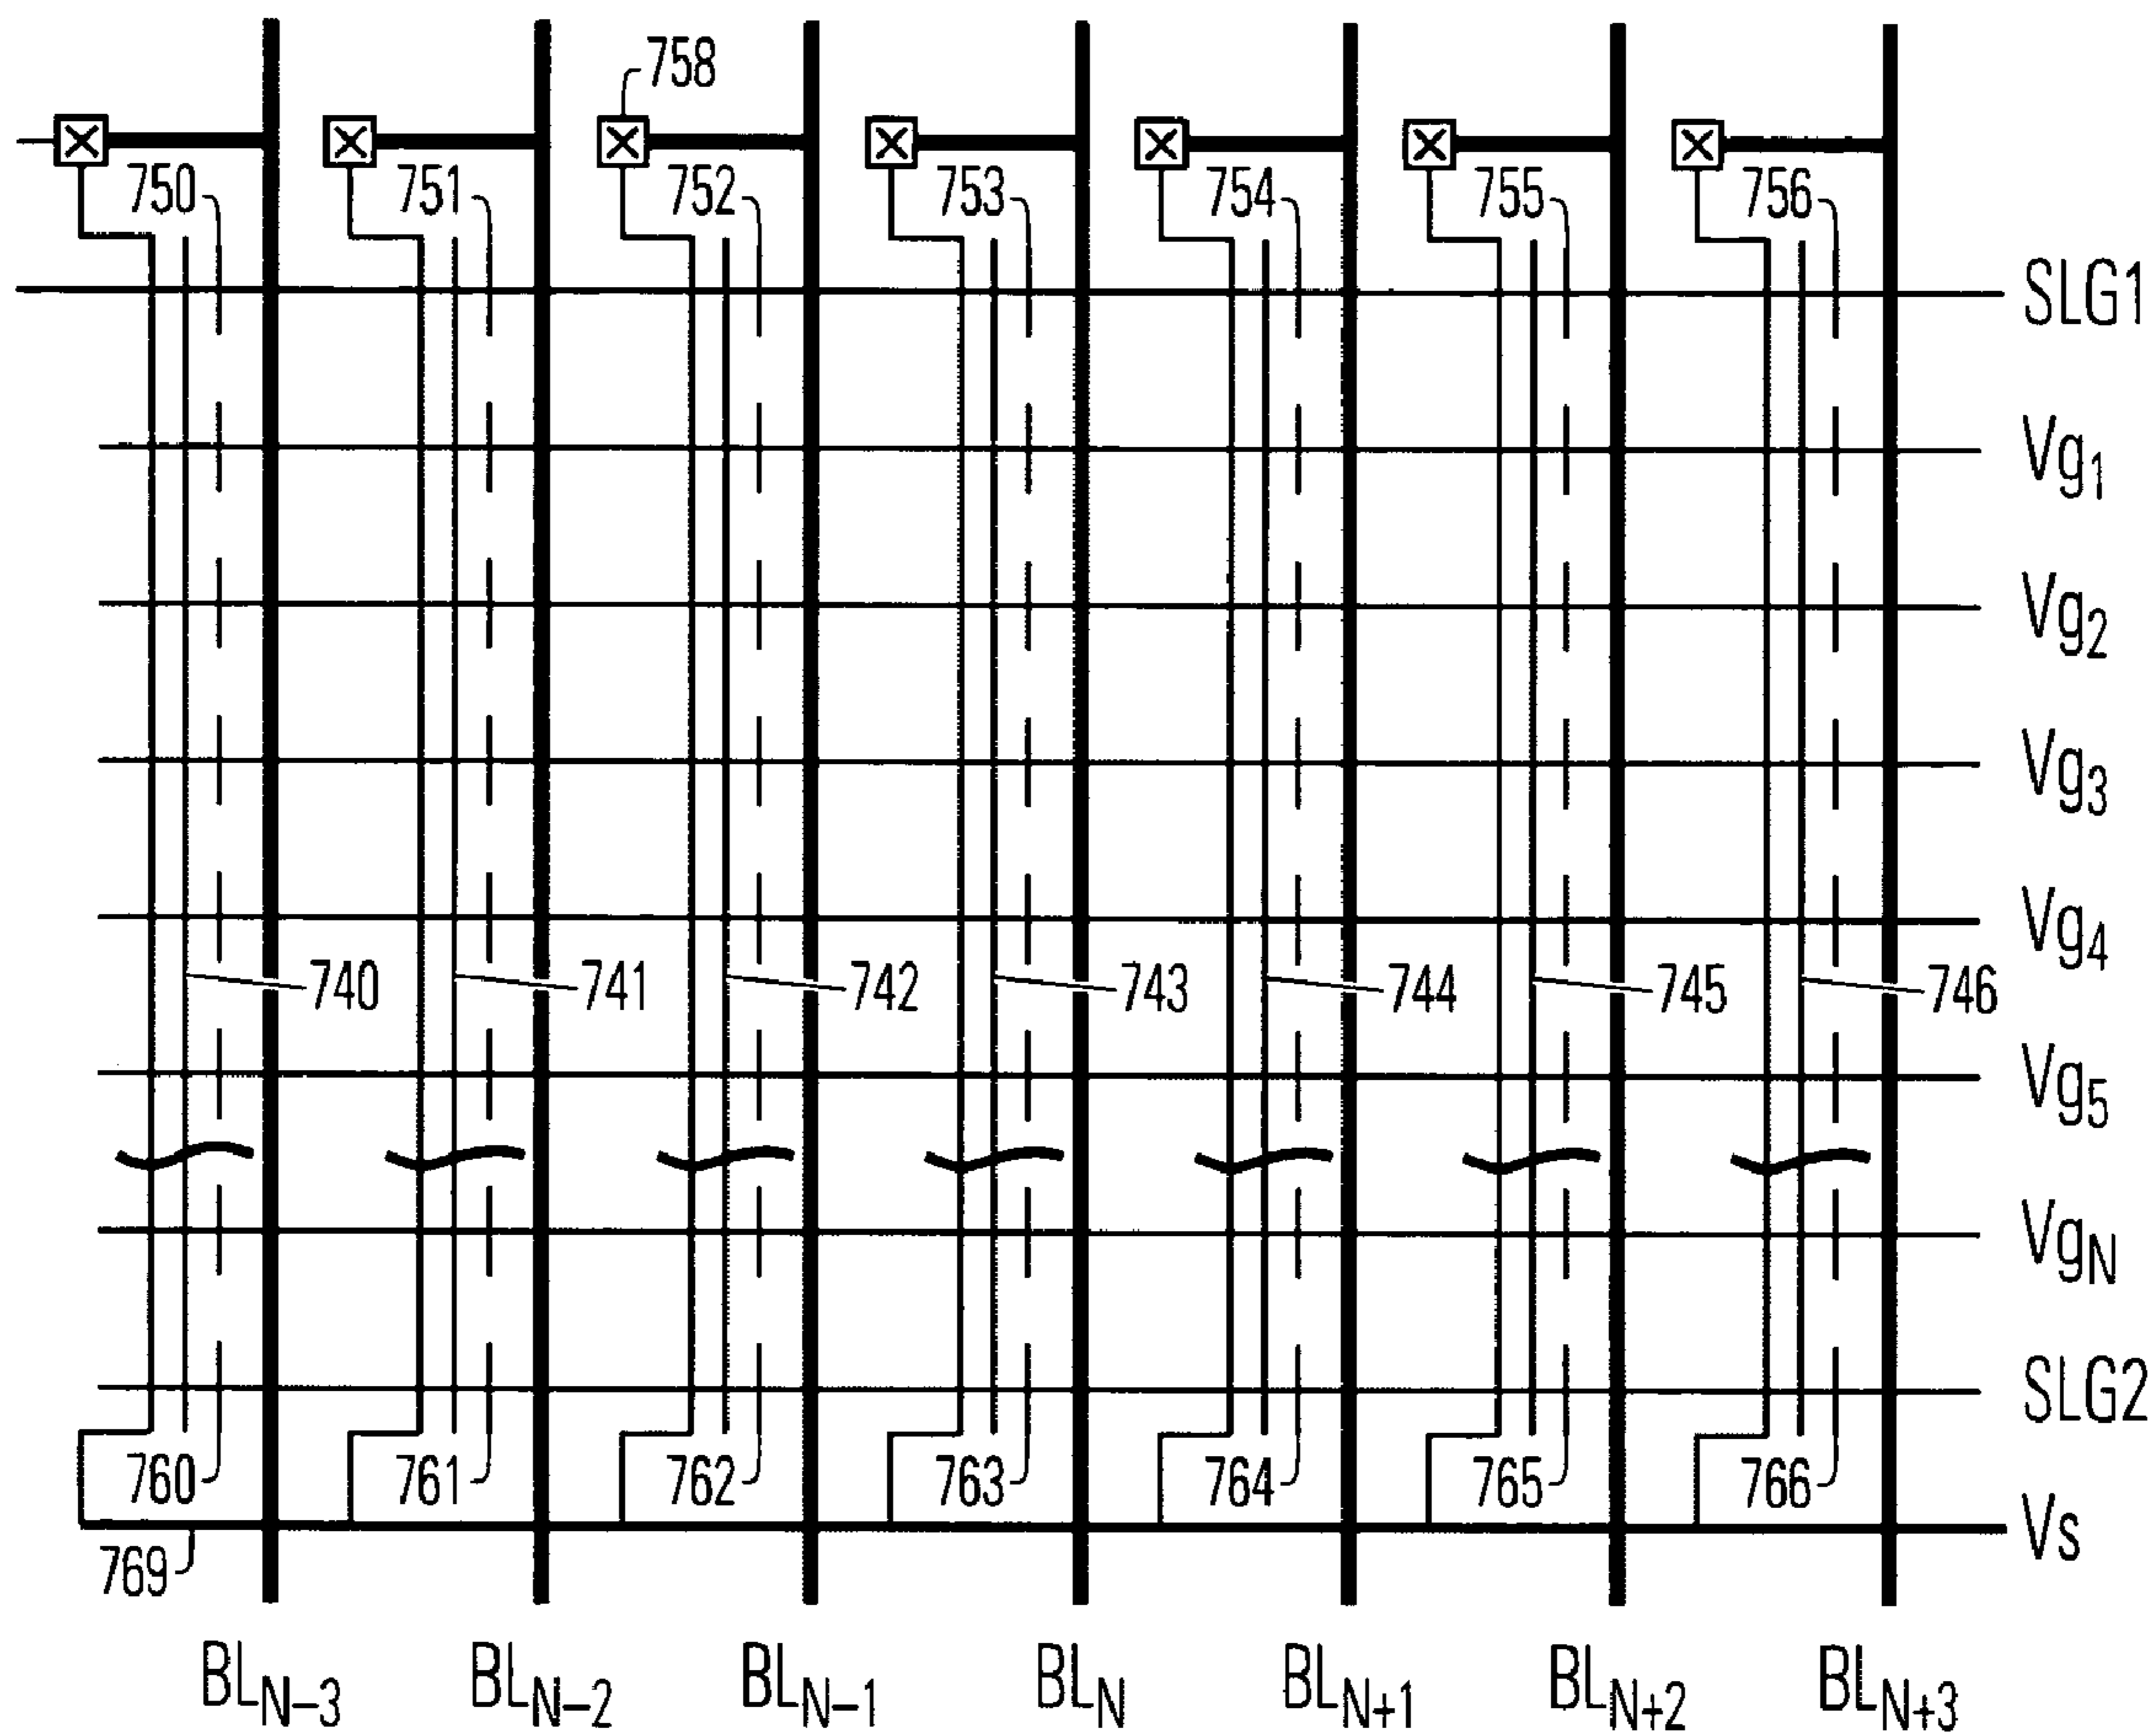 758
750 751 752 753 754 755 756
SLG1
Vg1
Vg2
Vg3
Vg4
740 741 742 743 744 745 746
Vg5
VgN
SLG2
760 761 762 763 764 765 766
Vs
769
BLN–3 BLN–2 BLN–1 BLN BLN+1 BLN+2 BLN+3